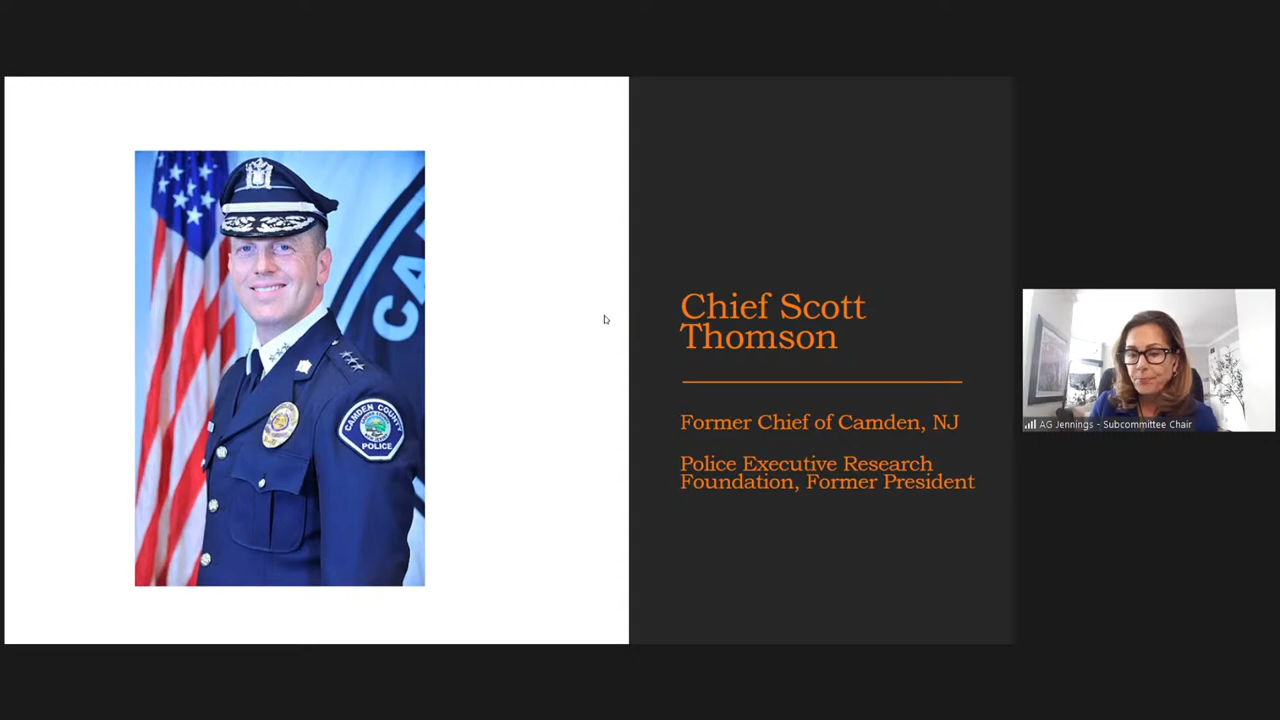 Chief Scott
Thomson
Former Chief of Camden, NJ
Police Executive Research
Foundation, Former President
CA
CAMDEN COUNTY
POLICE
AG Jennings - Subcommittee Chair